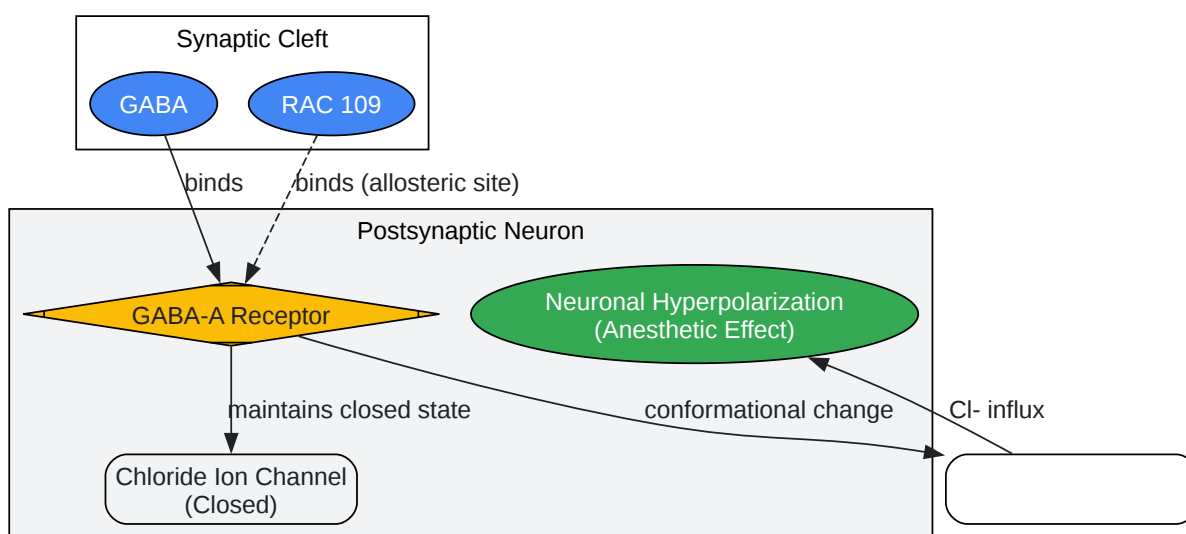 Synaptic Cleft
GABA
RAC 109
binds
binds (allosteric site)
Postsynaptic Neuron
GABA-A Receptor
Neuronal Hyperpolarization
(Anesthetic Effect)
maintains closed state
conformational change
Cl- influx
Chloride Ion Channel
(Closed)